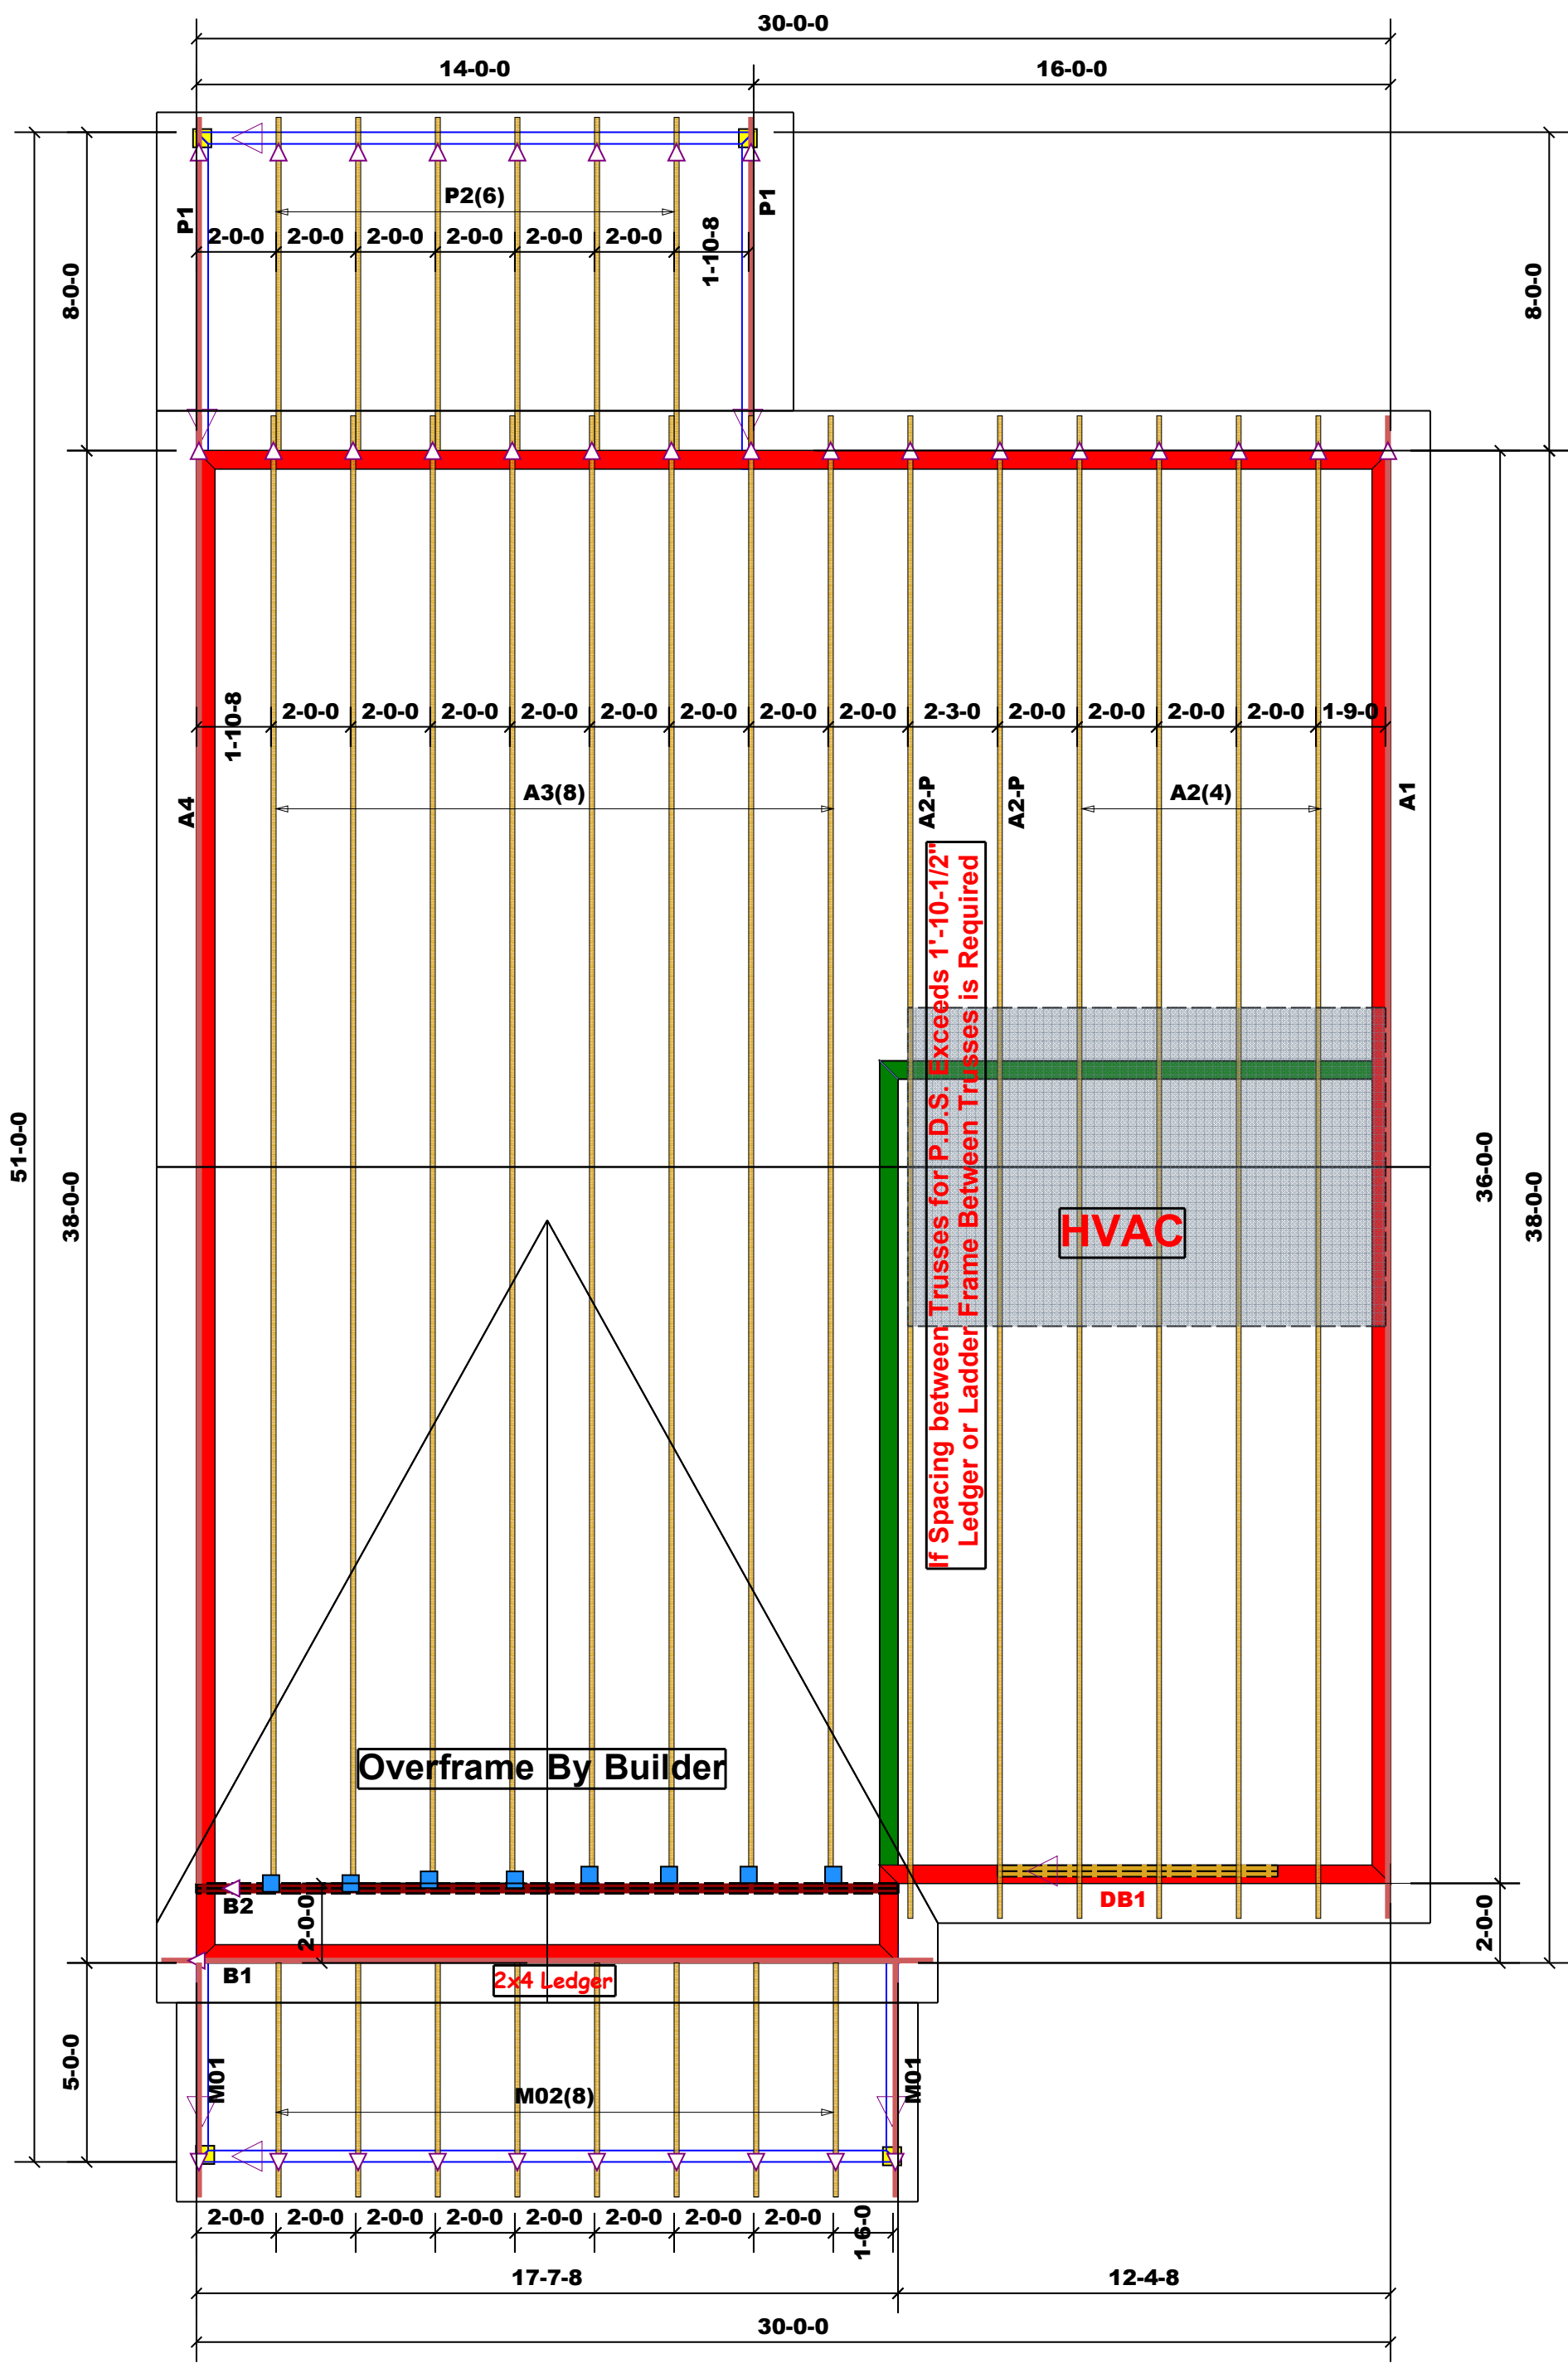 30-0-0
14-0-0
16-0-0
P2(6)
P1
P1
2-0-0
2-0-0
2-0-0
2-0-0
2-0-0
2-0-0
1-10-8
8-0-0
8-0-0
1-10-8
2-0-0
2-0-0
2-0-0
2-0-0
2-0-0
2-0-0
2-0-0
2-0-0
2-3-0
2-0-0
2-0-0
2-0-0
2-0-0
1-9-0
A4
A3(8)
A2-P
A2-P
A2(4)
A1
If Spacing between Trusses for P.D.S. Exceeds 1'-10-1/2"
Ledger or Ladder Frame Between Trusses is Required
51-0-0
38-0-0
HVAC
36-0-0
38-0-0
Overframe By Builder
B2
2-0-0
DB1
2-0-0
B1
2x4 Ledger
5-0-0
M01
M02(8)
M01
2-0-0
2-0-0
2-0-0
2-0-0
2-0-0
2-0-0
2-0-0
2-0-0
1-6-0
17-7-8
12-4-8
30-0-0